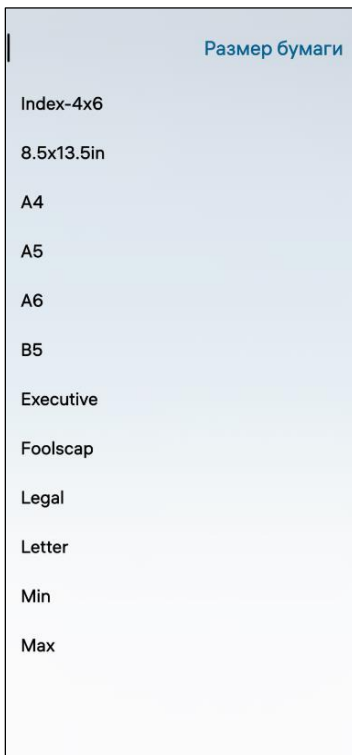 Размер бумаги
Index-4x6
8.5x13.5in
A4
A5
A6
B5
Executive
Foolscap
Legal
Letter
Min
Max